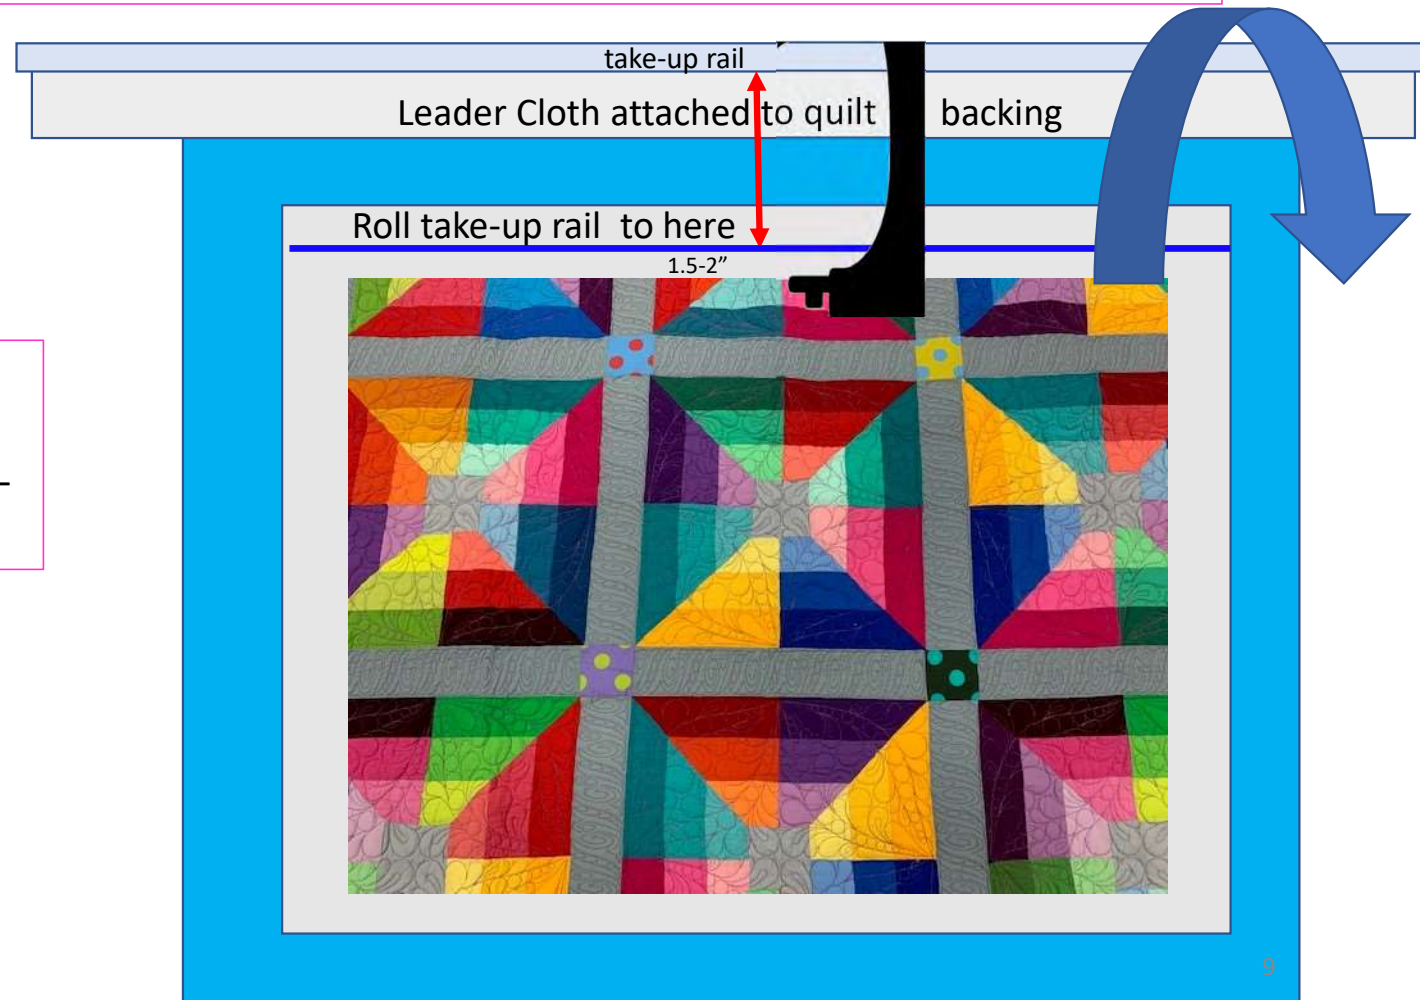 take-up rail
Leader Cloth attached to quilt backing
Roll take-up rail to here
1.5-2”
9